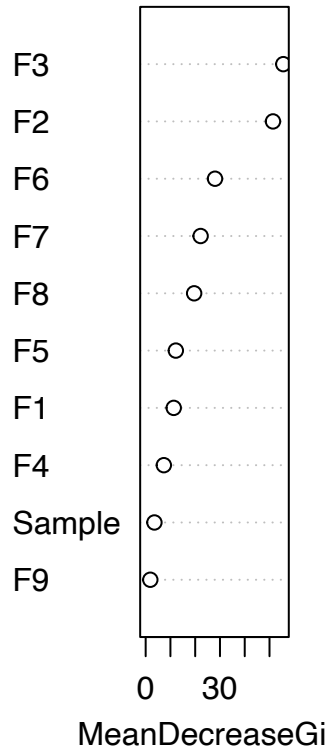 F3
F2
F6
F7
F8
F5
F1
F4
Sample
F9
0 30
MeanDecreaseGi